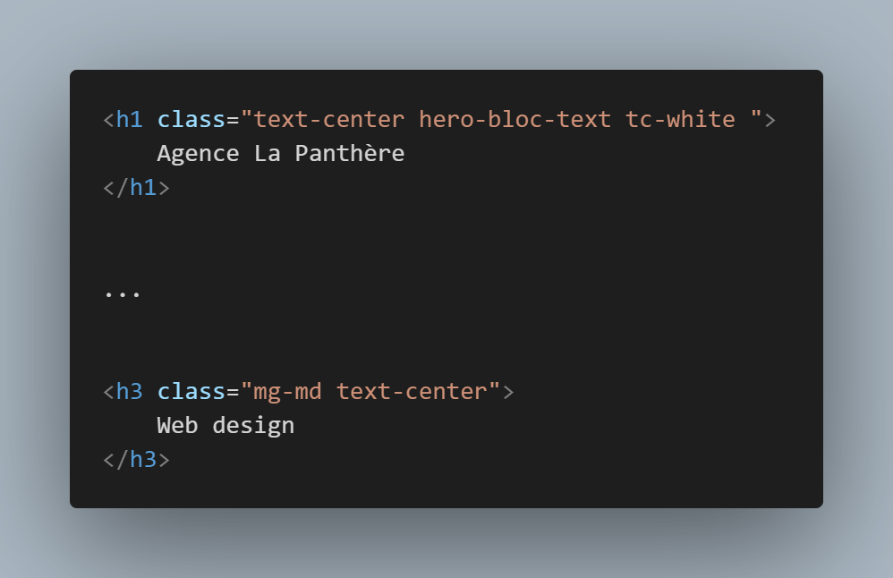 <h1 class="text-center hero-bloc-text tc-white ">
    Agence La Panthère
</h1>
...
<h3 class="mg-md text-center">
    Web design
</h3>